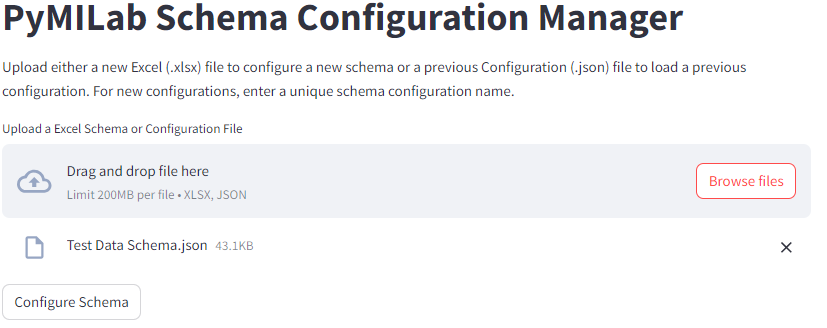 PyMILab Schema Configuration Manager
Upload either a new Excel (.xlsx) file to configure a new schema or a previous Configuration (.json) file to load a previous
configuration. For new configurations, enter a unique schema configuration name.
Upload a Excel Schema or Configuration File
Drag and drop file here
Limit 200MB per file • XLSX, JSON
Browse files
Test Data Schema.json 43.1KB
Configure Schema